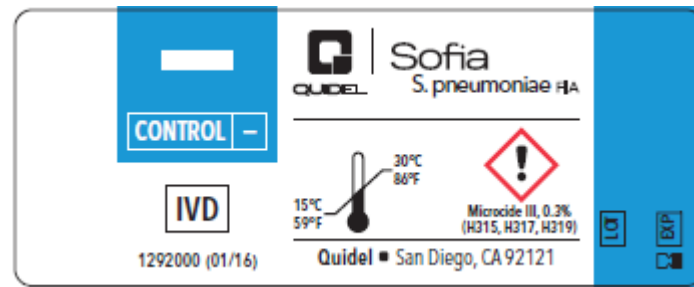 CONTROL –
IVD
1292000 (01/16)
QUIDEL
Sofia
S. pneumoniae FIA
30°C
86°F
15°C
59°F
Microcide III, 0.3%
(H315, H317, H319)
Quidel ■ San Diego, CA 92121
LOT
EXP